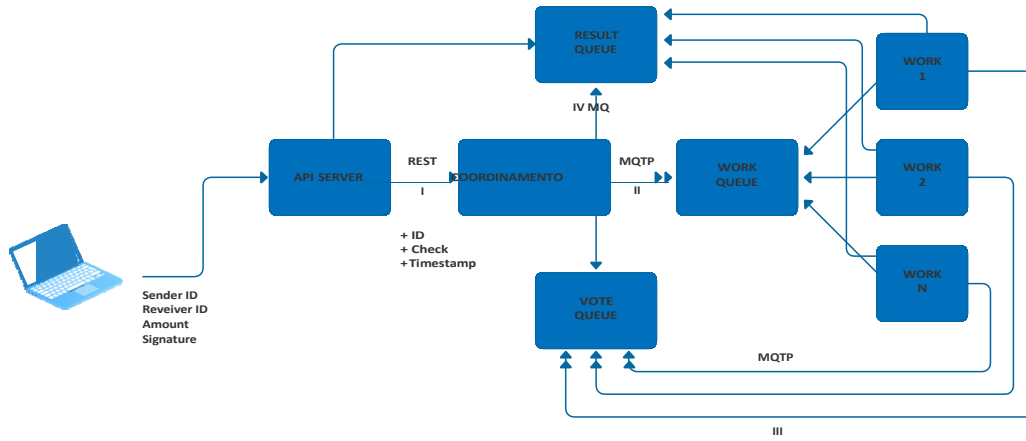 RESULT
QUEUE
WORK
1
IV MQ
REST
MQTP
API SERVER
COORDINAMENTO
WORK
QUEUE
WORK
2
I
II
+ ID
+ Check
+Timestamp
WORK
N
Sender ID
Reveiver ID
Amount
Signature
VOTE
QUEUE
MQTP
III